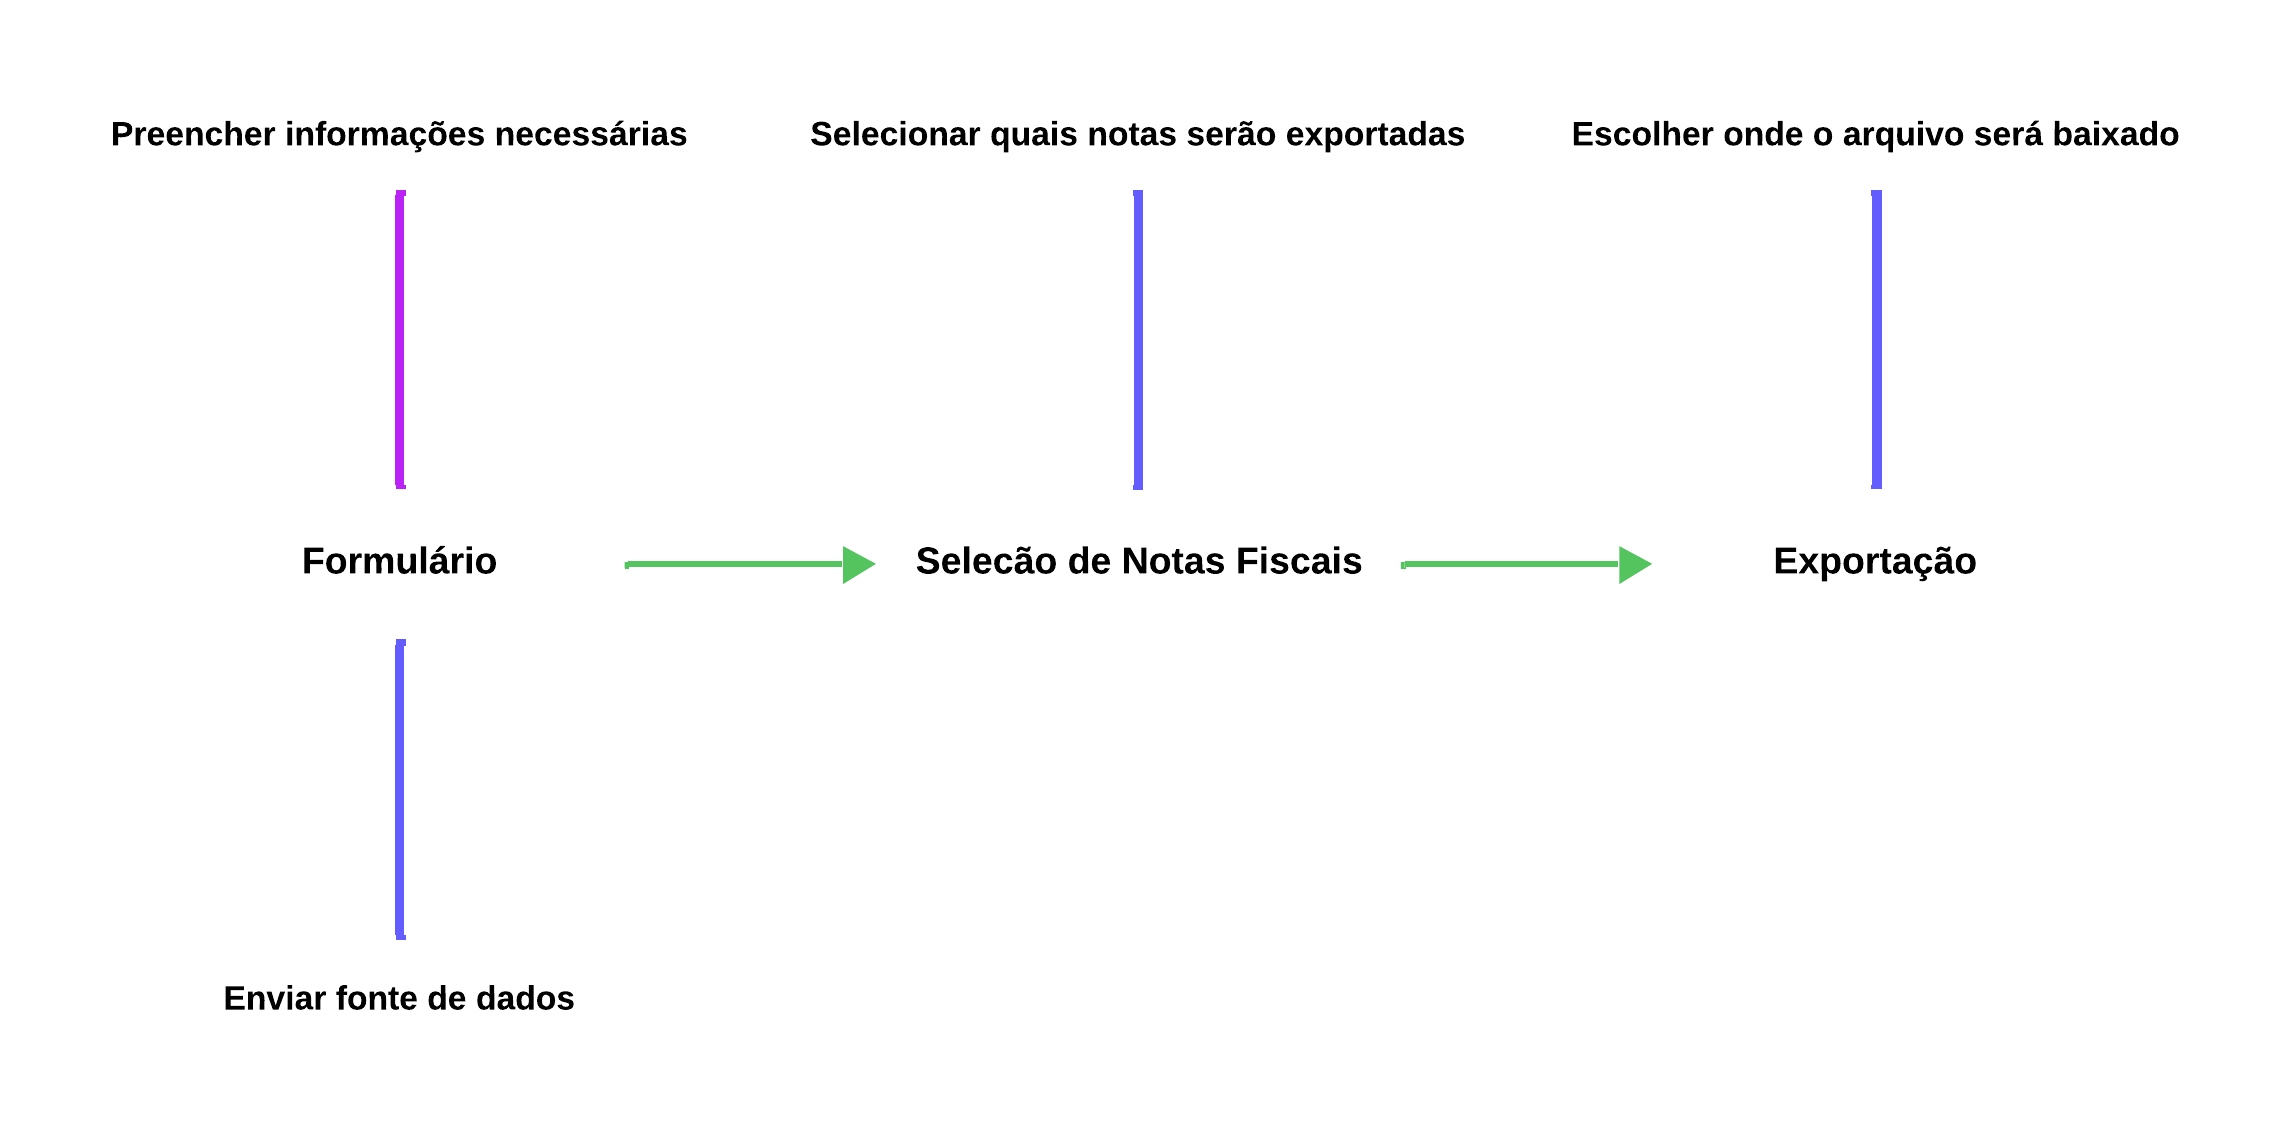 Preencher informações necessárias
Selecionar quais notas serão exportadas
Escolher onde o arquivo será baixado
Formulário
Selecão de Notas Fiscais
Exportação
Enviar fonte de dados